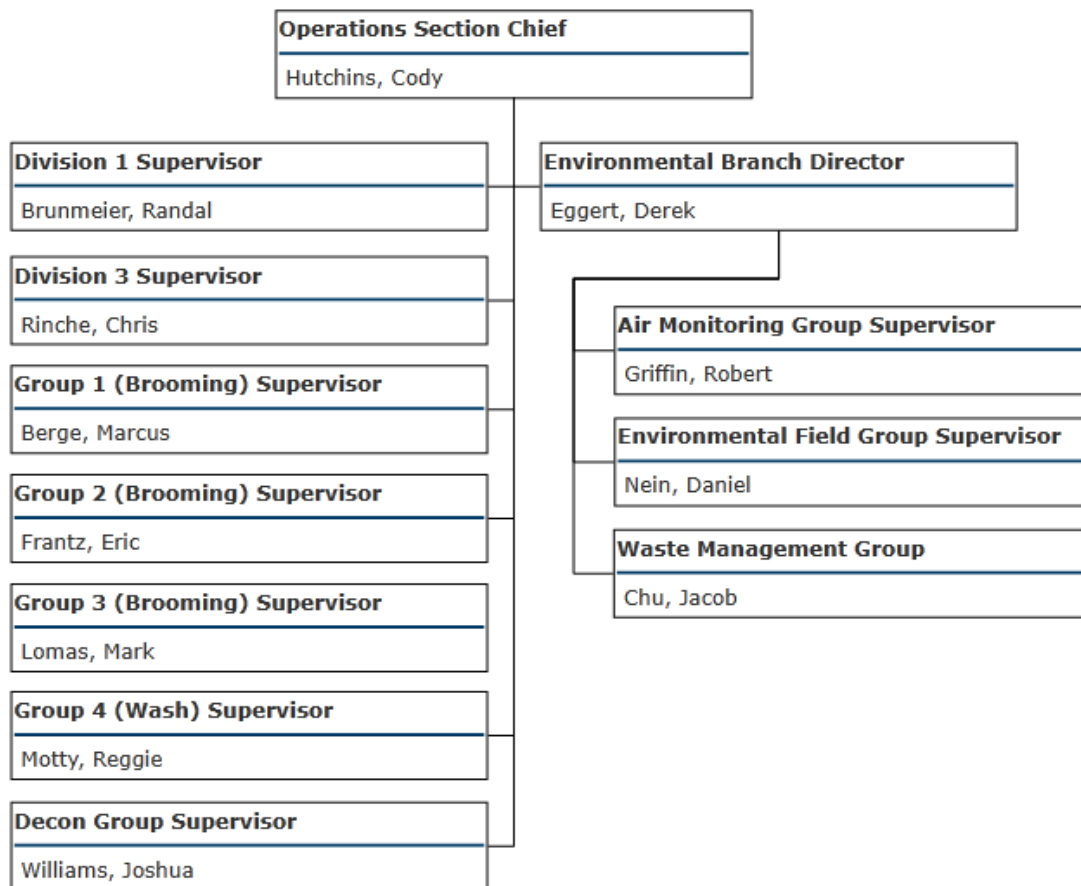 Operations Section Chief
Hutchins, Cody
Division 1 Supervisor
Brunmeier, Randal
Environmental Branch Director
Eggert, Derek
Division 3 Supervisor
Rinche, Chris
Air Monitoring Group Supervisor
Griffin, Robert
Group 1 (Brooming) Supervisor
Berge, Marcus
Environmental Field Group Supervisor
Nein, Daniel
Group 2 (Brooming) Supervisor
Frantz, Eric
Waste Management Group
Chu, Jacob
Group 3 (Brooming) Supervisor
Lomas, Mark
Group 4 (Wash) Supervisor
Motty, Reggie
Decon Group Supervisor
Williams, Joshua